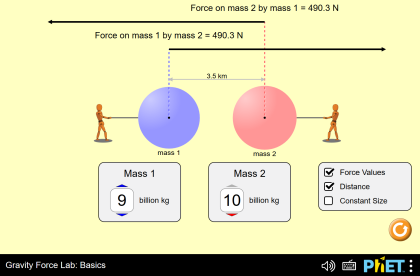 Force on mass 2 by mass 1 = 490.3 N
Force on mass 1 by mass 2 = 490.3 N
3.5 km
mass 1
mass 2
Mass 1
9 billion kg
Mass 2
10 billion kg
Force Values
Distance
Constant Size
Gravity Force Lab: Basics
PhET